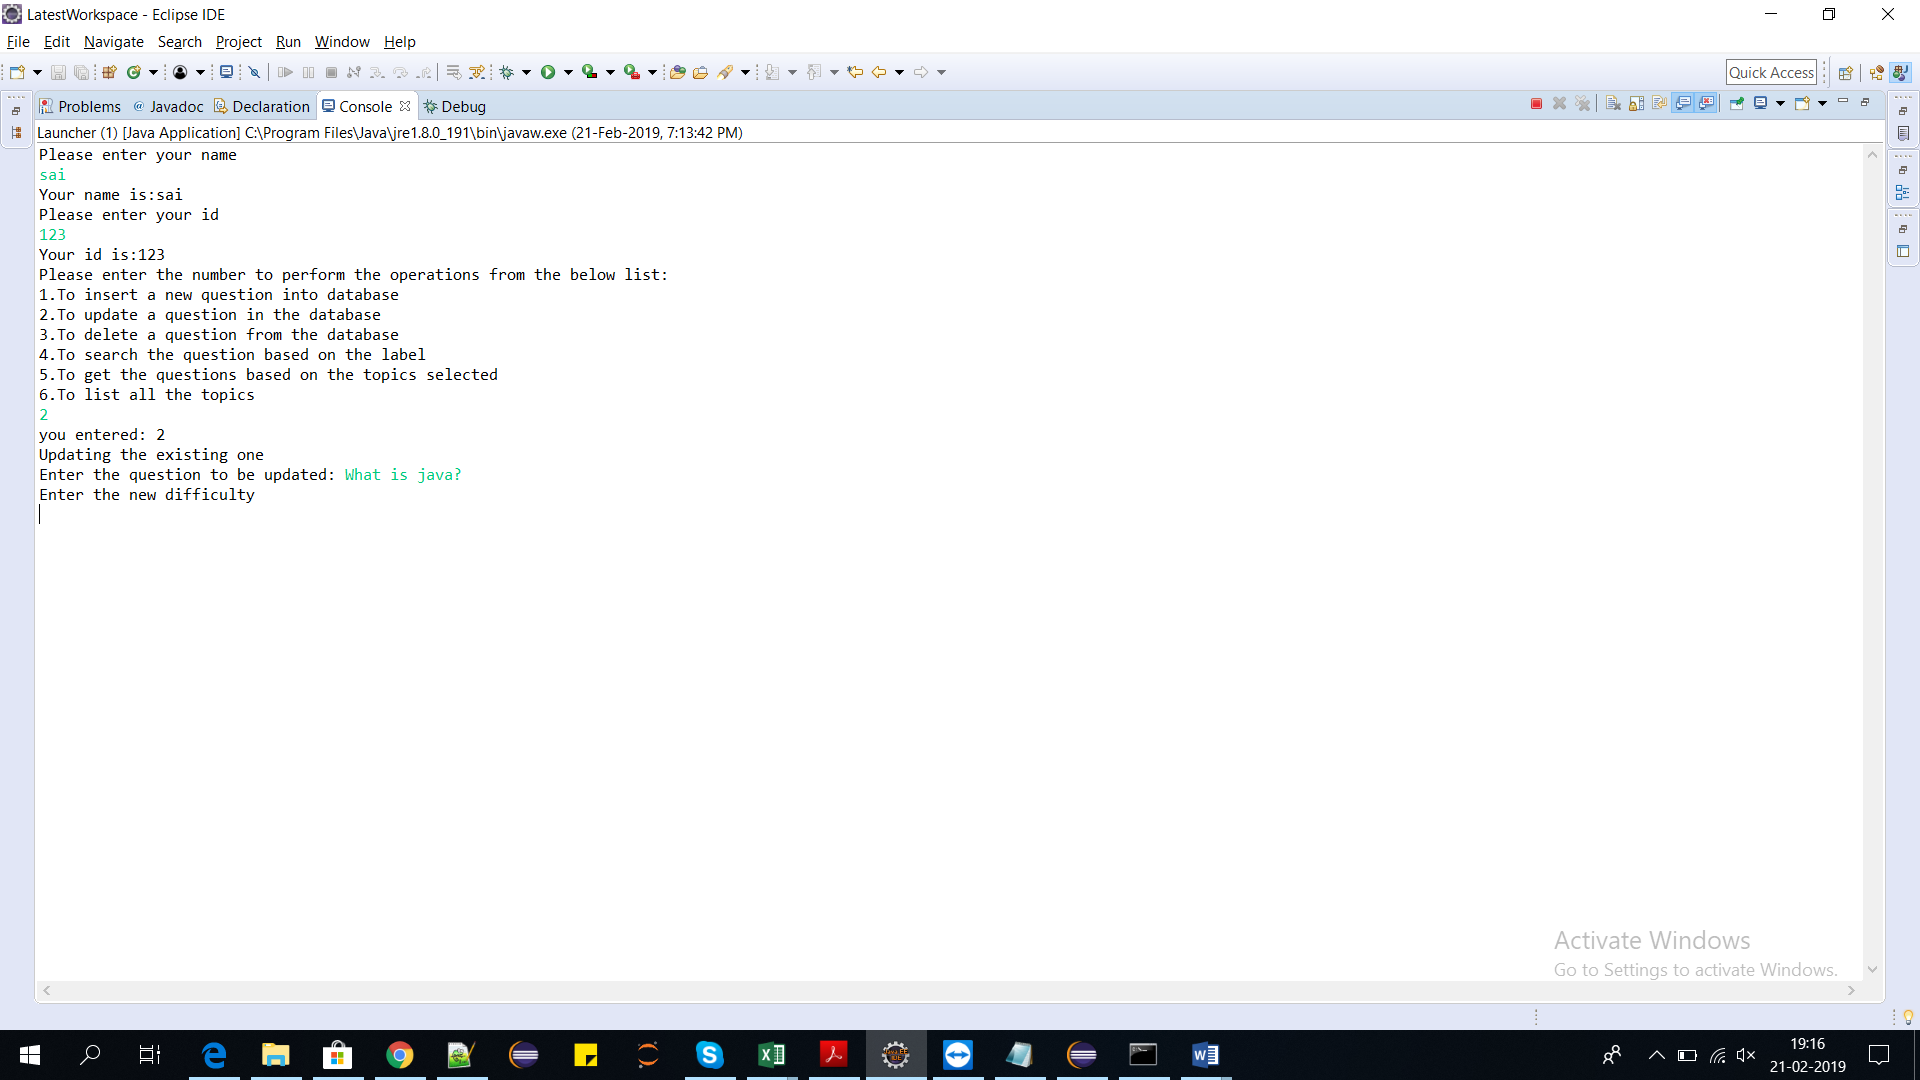 LatestWorkspace - Eclipse IDE
File Edit Navigate Search Project Run Window Help
Quick Access
Problems @ Javadoc Declaration Console Debug
Launcher (1) [Java Application] C:\Program Files\Java\jre1.8.0_191\bin\javaw.exe (21-Feb-2019, 7:13:42 PM)
Please enter your name
sai
Your name is:sai
Please enter your id
123
Your id is:123
Please enter the number to perform the operations from the below list:
1.To insert a new question into database
2.To update a question in the database
3.To delete a question from the database
4.To search the question based on the label
5.To get the questions based on the topics selected
6.To list all the topics
2
you entered: 2
Updating the existing one
Enter the question to be updated: What is java?
Enter the new difficulty
Activate Windows
Go to Settings to activate Windows.
19:16
21-02-2019